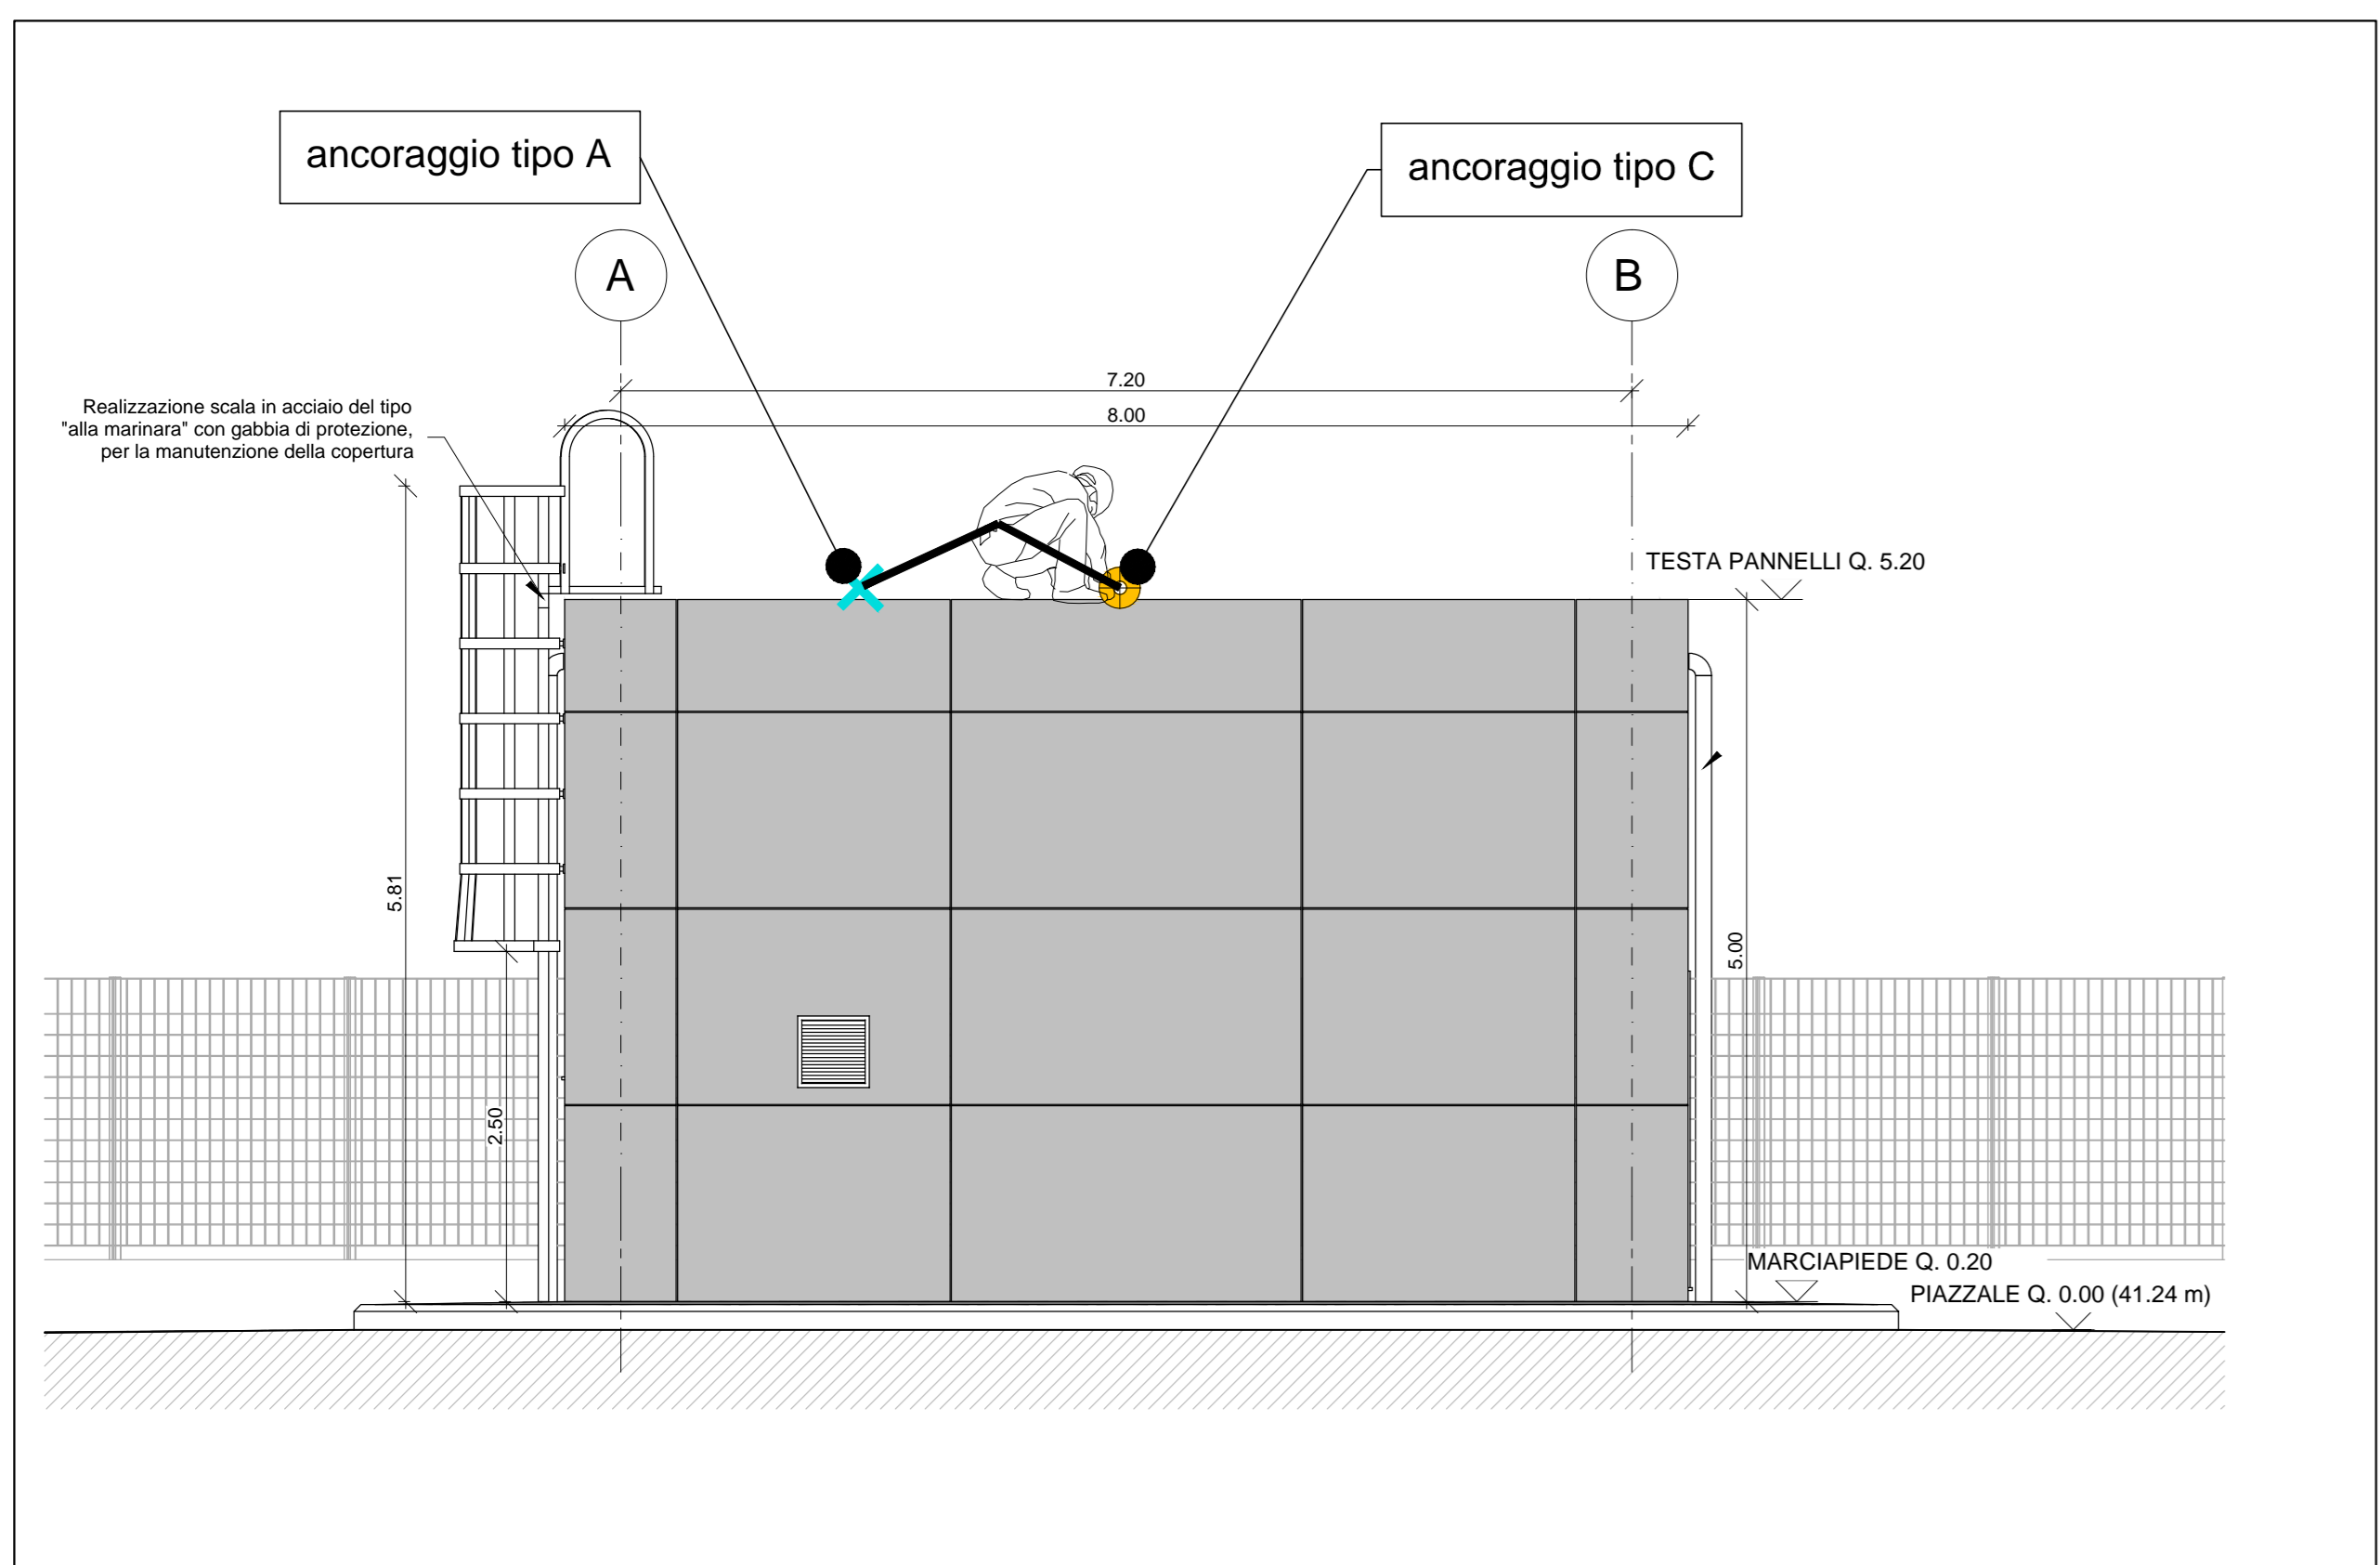 ancoraggio tipo A
ancoraggio tipo C
A
B
7.20
8.00
Realizzazione scala in acciaio del tipo
"alla marinara" con gabbia di protezione,
per la manutenzione della copertura
TESTA PANNELLI Q. 5.20
5.81
5.00
2.50
MARCIAPIEDE Q. 0.20
PIAZZALE Q. 0.00 (41.24 m)